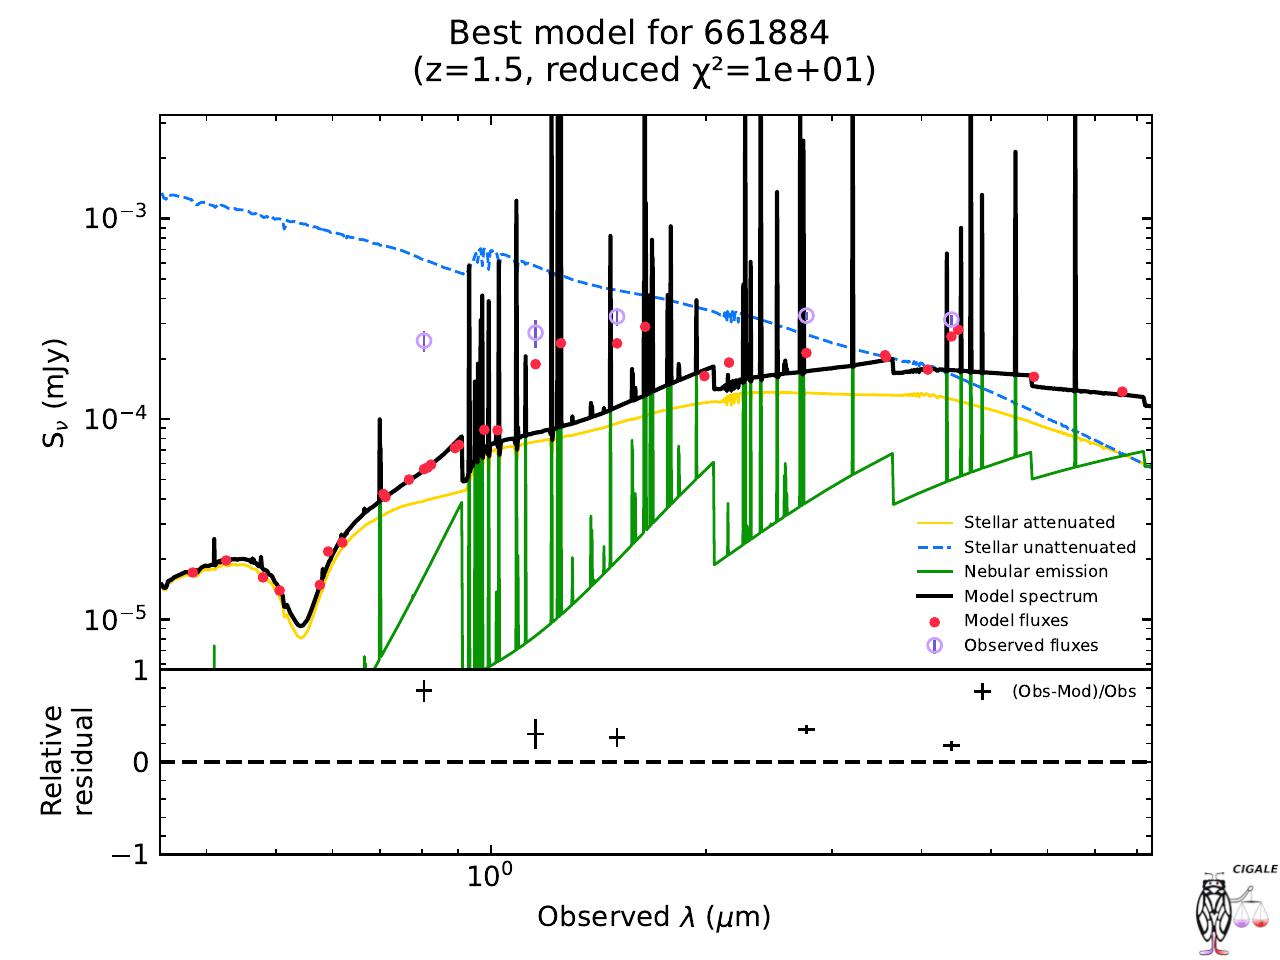 Best model for 661884
(z=1.5, reduced χ²=1e+01)
10⁻³
10⁻⁴
10⁻⁵
Sᵥ (mJy)
Stellar attenuated
Stellar unattenuated
Nebular emission
Model spectrum
Model fluxes
Observed fluxes
1
0
−1
Relative
residual
(Obs-Mod)/Obs
10⁰
Observed λ (μm)
CIGALE